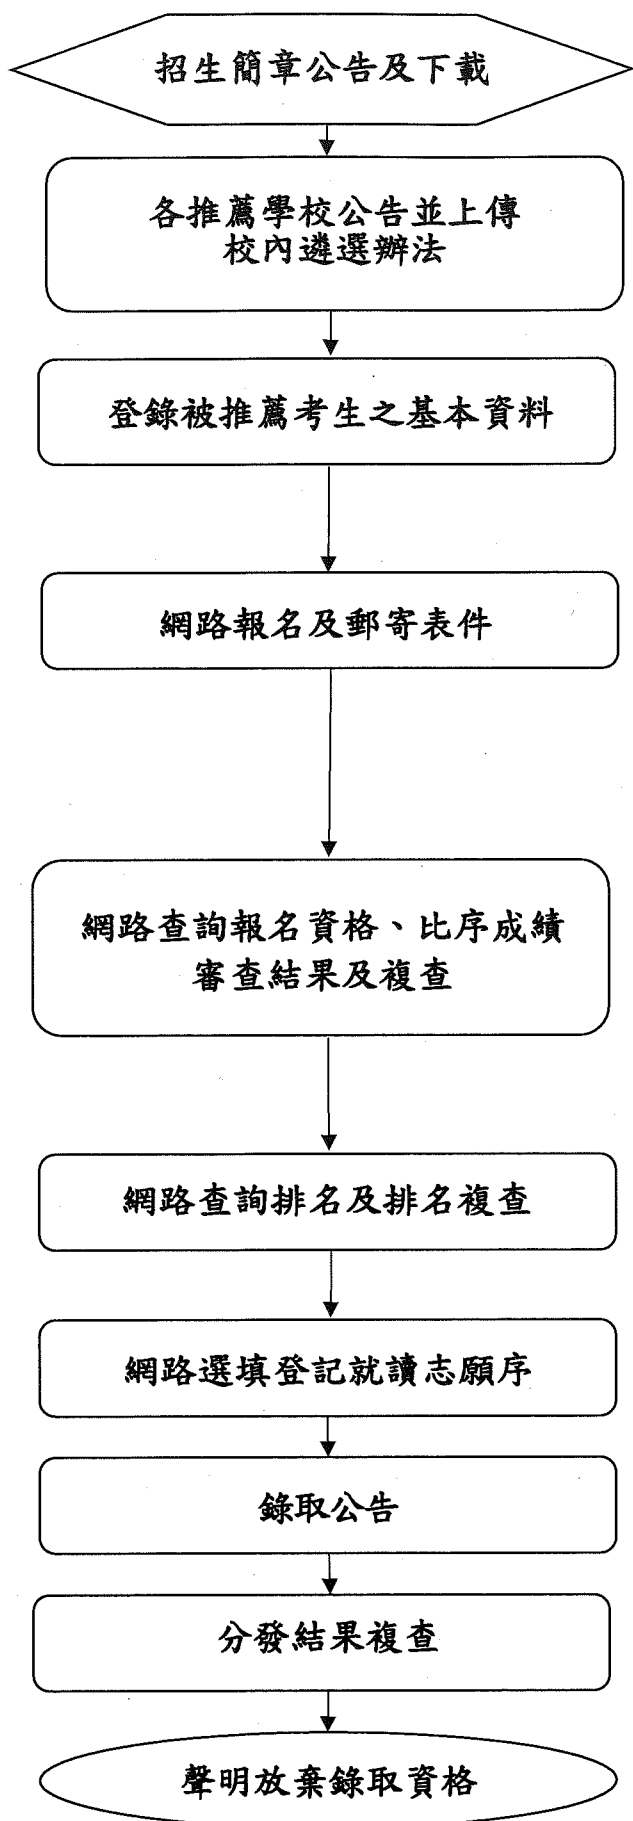 招生簡章公告及下載
各推薦學校公告並上傳
校內遴選辦法
登錄被推薦考生之基本資料
網路報名及郵寄表件
網路查詢報名資格、比序成績
審查結果及複查
網路查詢排名及排名複查
網路選填登記就讀志願序
錄取公告
分發結果複查
聲明放棄錄取資格